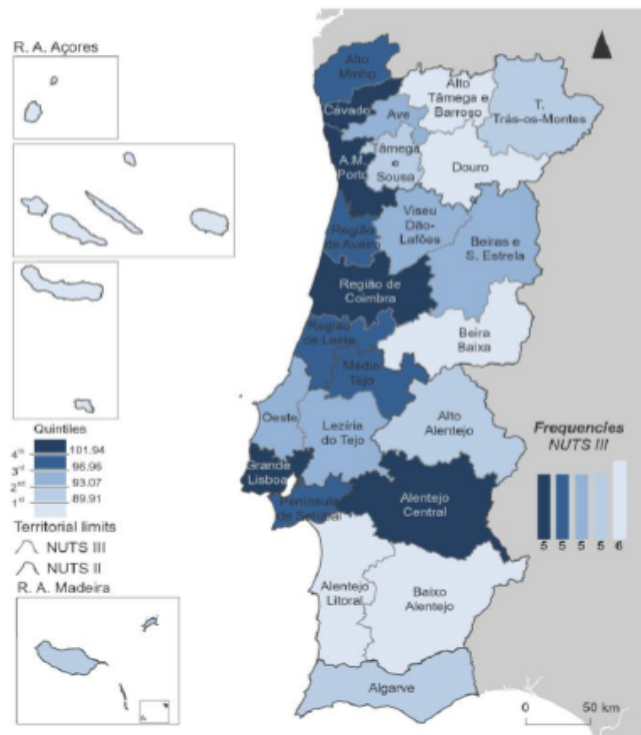 R. A. Açores
Alto
Minho
Cávado
Ave
Alto
Tâmega e
Barroso
T.
Trás-os-Montes
A.M.
Porto
Tâmega
e
Sousa
Douro
Região
de Aveiro
Viseu
Dão-
Lafões
Beiras e
S. Estrela
Região de
Coimbra
Região
de Leiria
Beira
Baixa
Médio
Tejo
Oeste
Lezíria
do Tejo
Alto
Alentejo
Grande
Lisboa
Península
de Setúbal
Alentejo
Central
Alentejo
Litoral
Baixo
Alentejo
Algarve
Quintiles
4th 101.94
3rd 96.96
2nd 93.07
1st 89.91
Territorial limits
NUTS III
NUTS II
R. A. Madeira
Frequencies
NUTS III
5 5 5 5 6
0 50 km